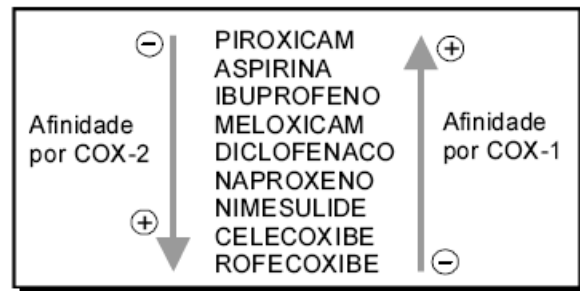 PIROXICAM
ASPIRINA
IBUPROFENO
MELOXICAM
DICLOFENACO
NAPROXENO
NIMESULIDE
CELECOXIBE
ROFECOXIBE
− 
Afinidade
por COX-2
+
+
Afinidade
por COX-1
−